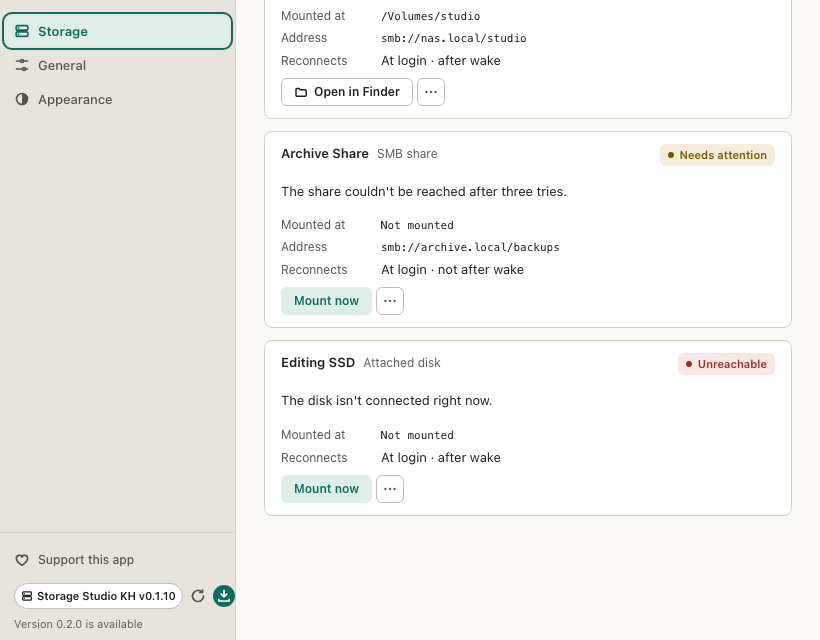 Storage
General
Appearance
Support this app
Storage Studio KH v0.1.10
Version 0.2.0 is available
Mounted at /Volumes/studio
Address smb://nas.local/studio
Reconnects At login · after wake
Open in Finder ···
Archive Share SMB share Needs attention
The share couldn't be reached after three tries.
Mounted at Not mounted
Address smb://archive.local/backups
Reconnects At login · not after wake
Mount now ···
Editing SSD Attached disk Unreachable
The disk isn't connected right now.
Mounted at Not mounted
Reconnects At login · after wake
Mount now ···